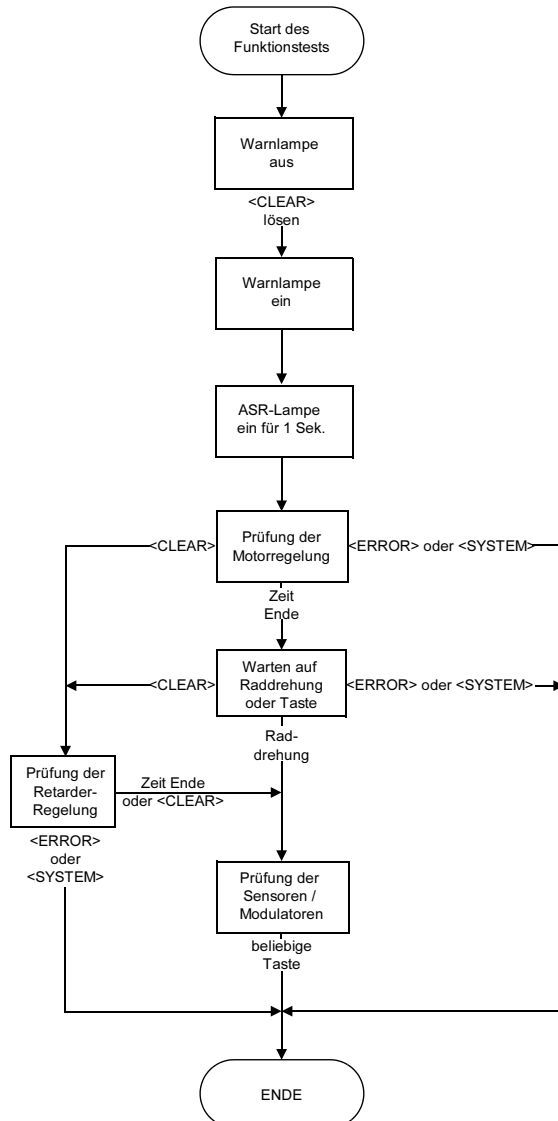 Start des
Funktionstests
Warnlampe
aus
<CLEAR>
lösen
Warnlampe
ein
ASR-Lampe
ein für 1 Sek.
<CLEAR>
Prüfung der
Motorregelung
<ERROR> oder <SYSTEM>
Zeit
Ende
<CLEAR>
Warten auf
Raddrehung
oder Taste
<ERROR> oder <SYSTEM>
Rad-
drehung
Prüfung der
Retarder-
Regelung
Zeit Ende
oder <CLEAR>
<ERROR>
oder
<SYSTEM>
Prüfung der
Sensoren /
Modulatoren
beliebige
Taste
ENDE